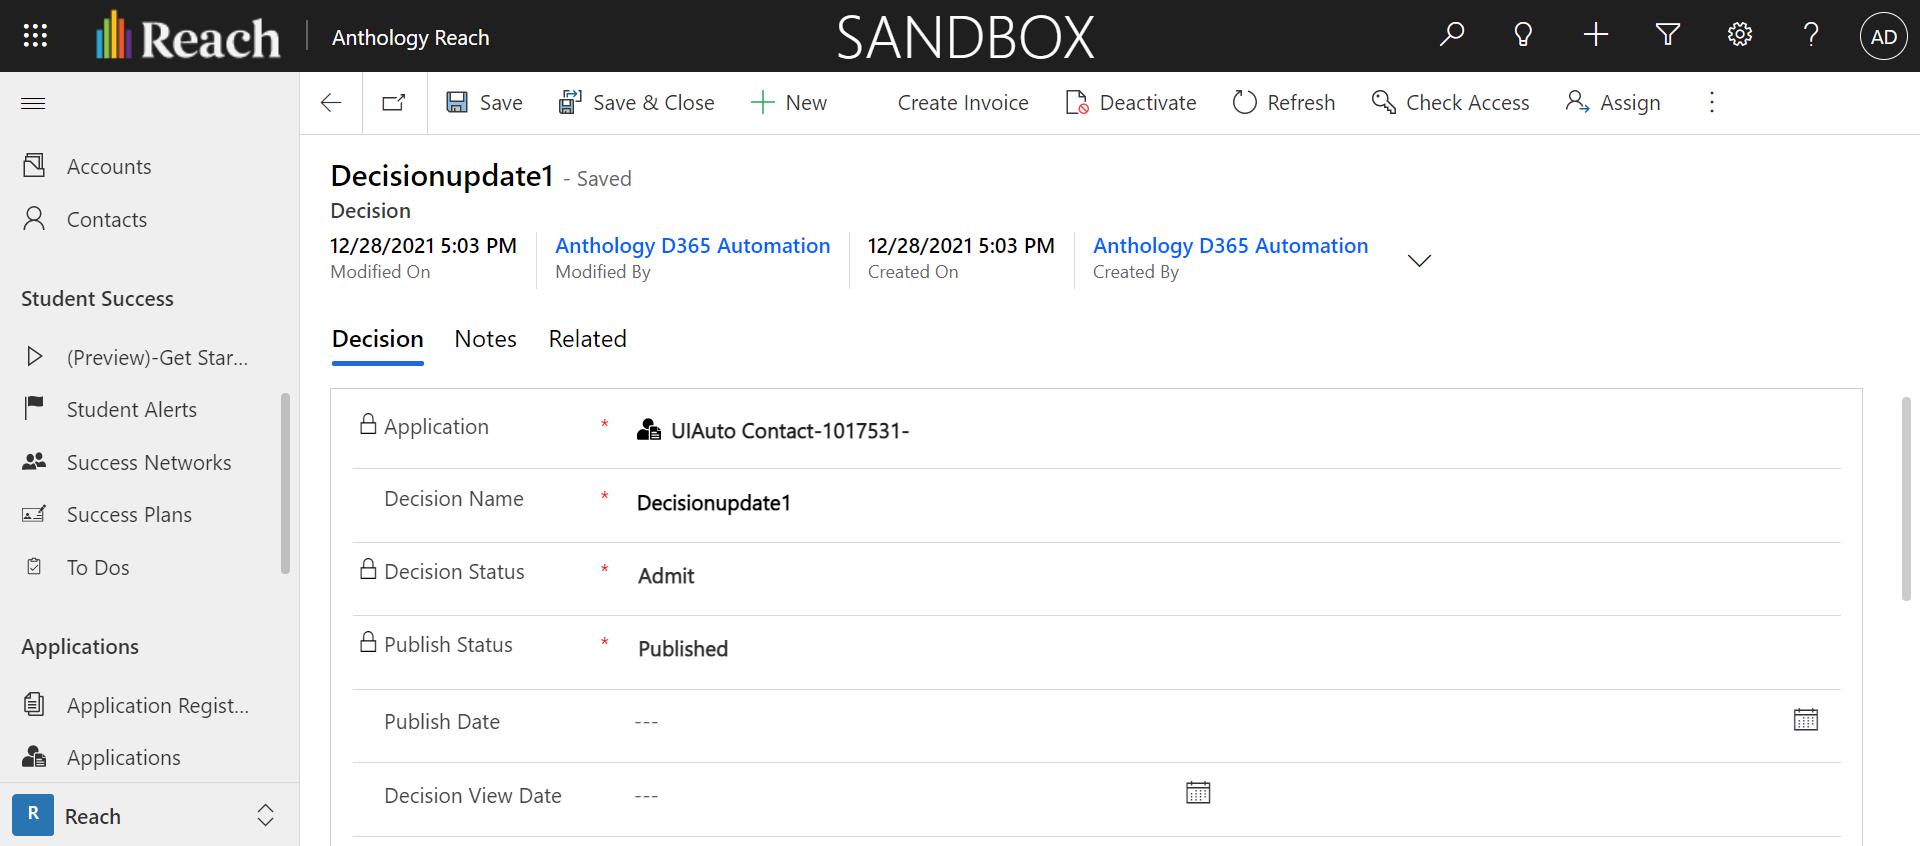 Reach
Anthology Reach
SANDBOX
AD
Save
Save & Close
New
Create Invoice
Deactivate
Refresh
Check Access
Assign
Accounts
Contacts
Student Success
(Preview)-Get Star...
Student Alerts
Success Networks
Success Plans
To Dos
Applications
Application Regist...
Applications
R
Reach
Decisionupdate1 - Saved
Decision
12/28/2021 5:03 PM
Modified On
Anthology D365 Automation
Modified By
12/28/2021 5:03 PM
Created On
Anthology D365 Automation
Created By
Decision
Notes
Related
Application * UIAuto Contact-1017531-
Decision Name * Decisionupdate1
Decision Status * Admit
Publish Status * Published
Publish Date ---
Decision View Date ---